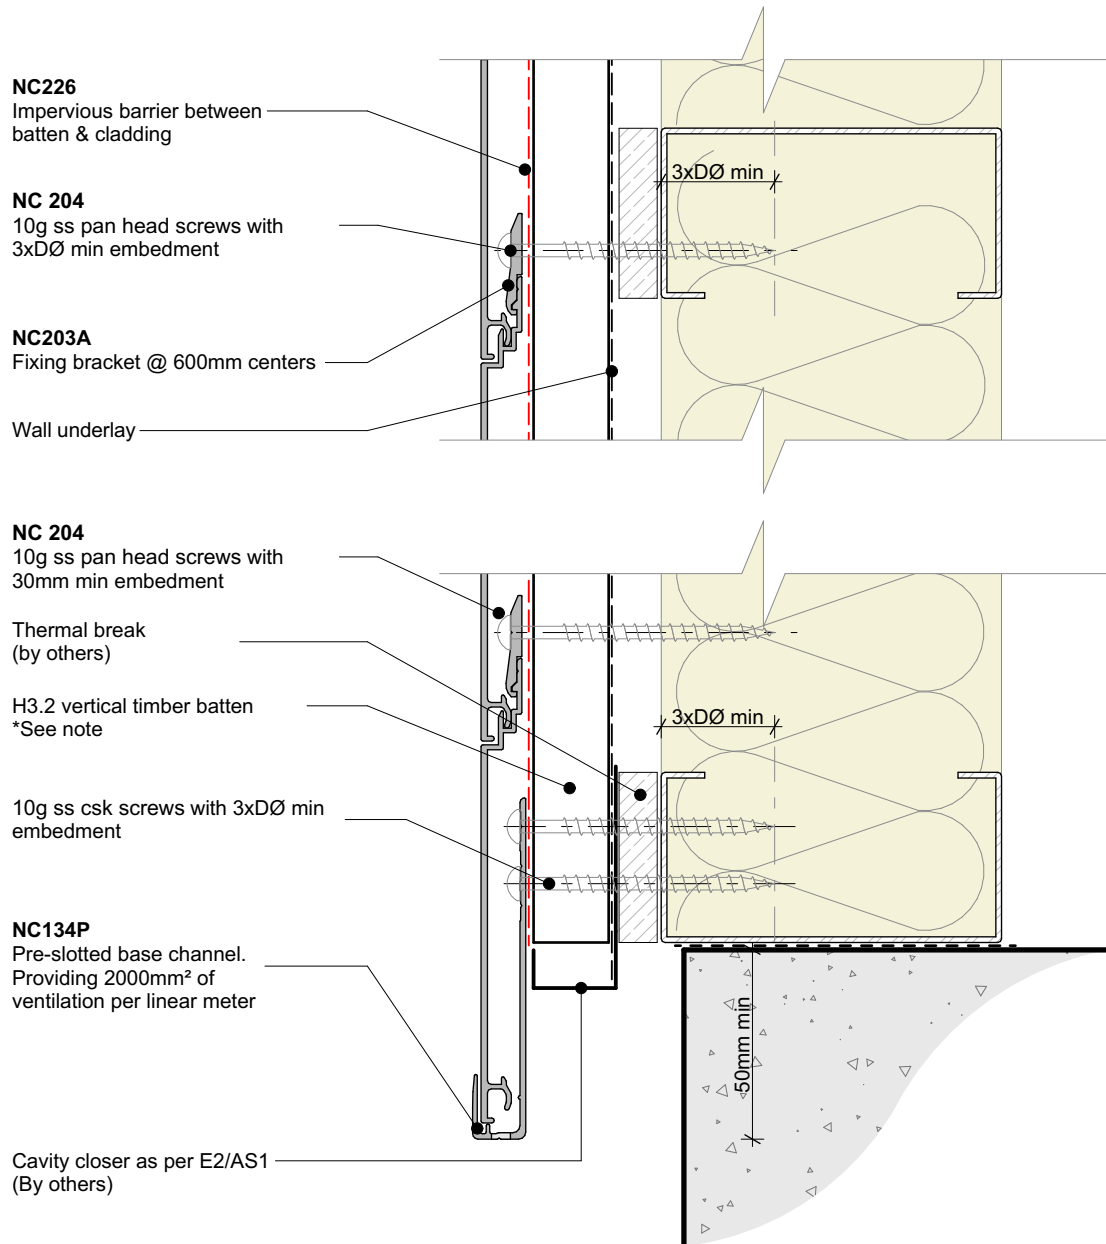 NC226
Impervious barrier between
batten & cladding
3xDØ min
NC 204
10g ss pan head screws with
3xDØ min embedment
NC203A
Fixing bracket @ 600mm centers
Wall underlay
NC 204
10g ss pan head screws with
30mm min embedment
Thermal break
(by others)
H3.2 vertical timber batten
*See note
3xDØ min
10g ss csk screws with 3xDØ min
embedment
NC134P
Pre-slotted base channel.
Providing 2000mm² of
ventilation per linear meter
50mm min
Cavity closer as per E2/AS1
(By others)